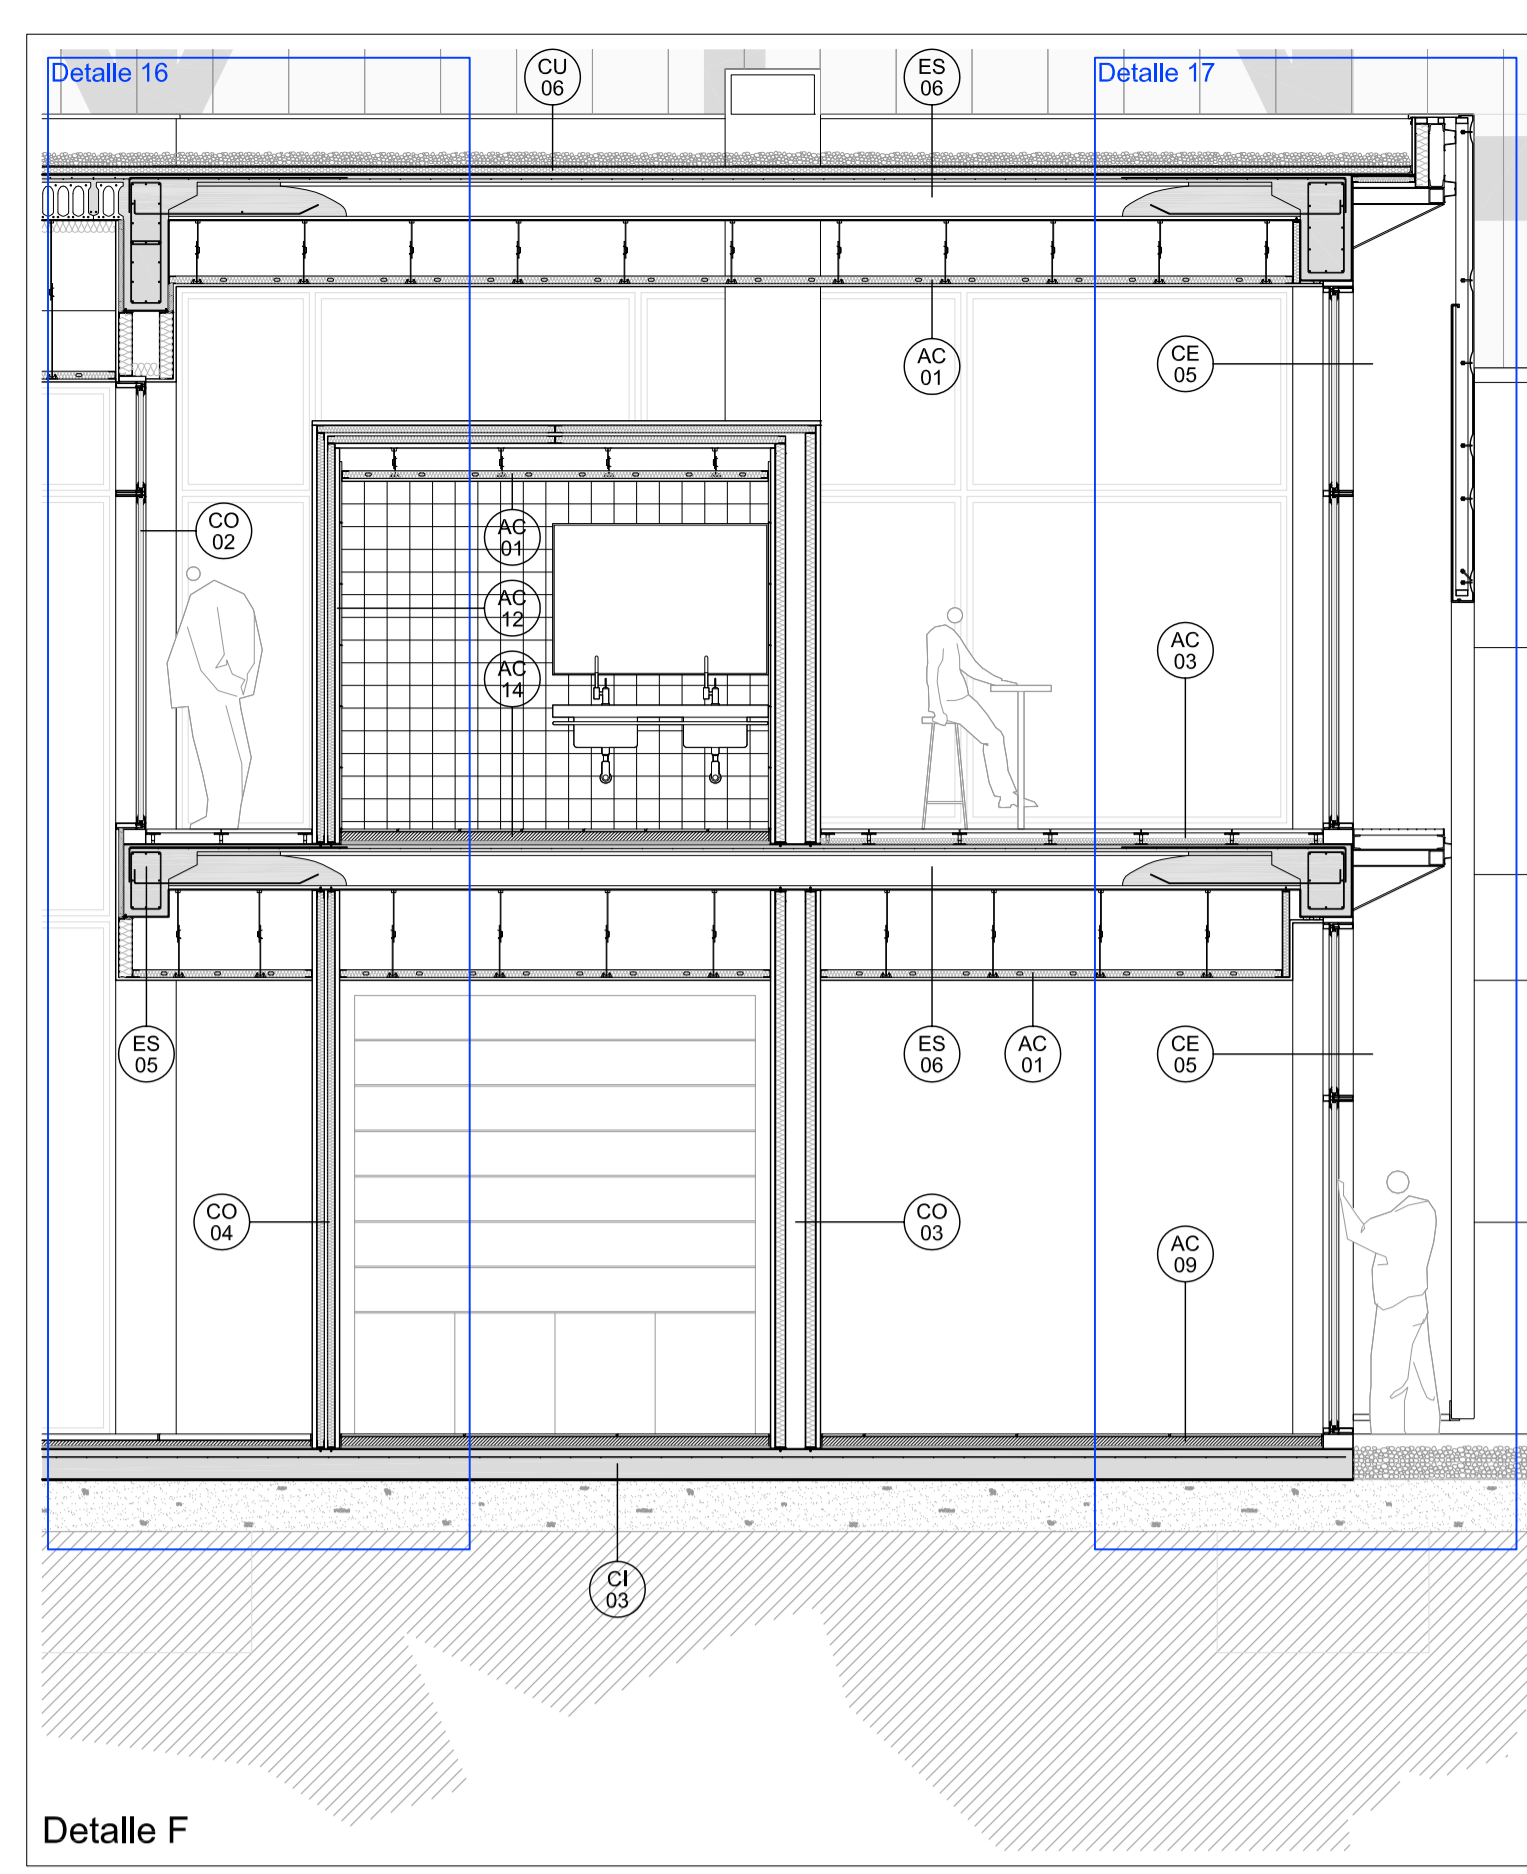 Detalle 16
CU
06
ES
06
Detalle 17
AC
01
CE
05
CO
02
AC
01
AC
12
AC
03
AC
14
ES
05
ES
06
AC
01
CE
05
CO
04
CO
03
AC
09
CI
03
Detalle F